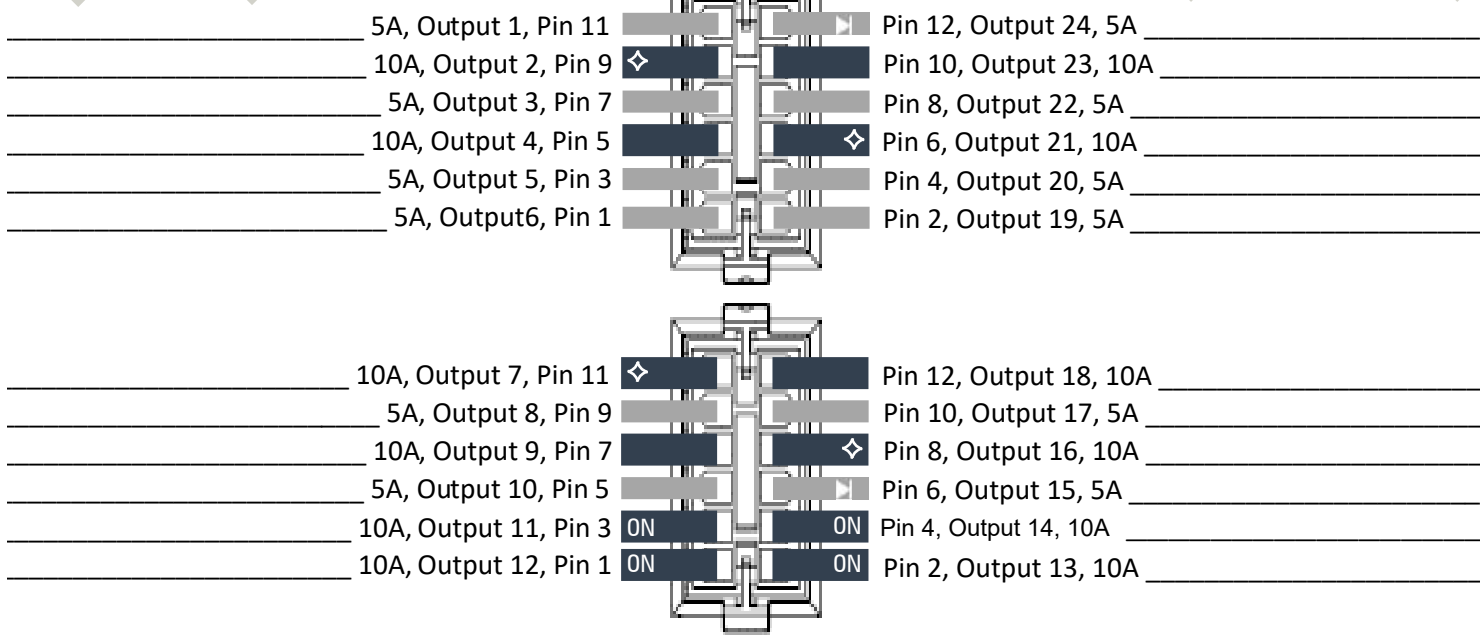 5A, Output 1, Pin 11
Pin 12, Output 24, 5A
10A, Output 2, Pin 9
Pin 10, Output 23, 10A
5A, Output 3, Pin 7
Pin 8, Output 22, 5A
10A, Output 4, Pin 5
Pin 6, Output 21, 10A
5A, Output 5, Pin 3
Pin 4, Output 20, 5A
5A, Output6, Pin 1
Pin 2, Output 19, 5A
10A, Output 7, Pin 11
Pin 12, Output 18, 10A
5A, Output 8, Pin 9
Pin 10, Output 17, 5A
10A, Output 9, Pin 7
Pin 8, Output 16, 10A
5A, Output 10, Pin 5
Pin 6, Output 15, 5A
10A, Output 11, Pin 3 ON
ON Pin 4, Output 14, 10A
10A, Output 12, Pin 1 ON
ON Pin 2, Output 13, 10A